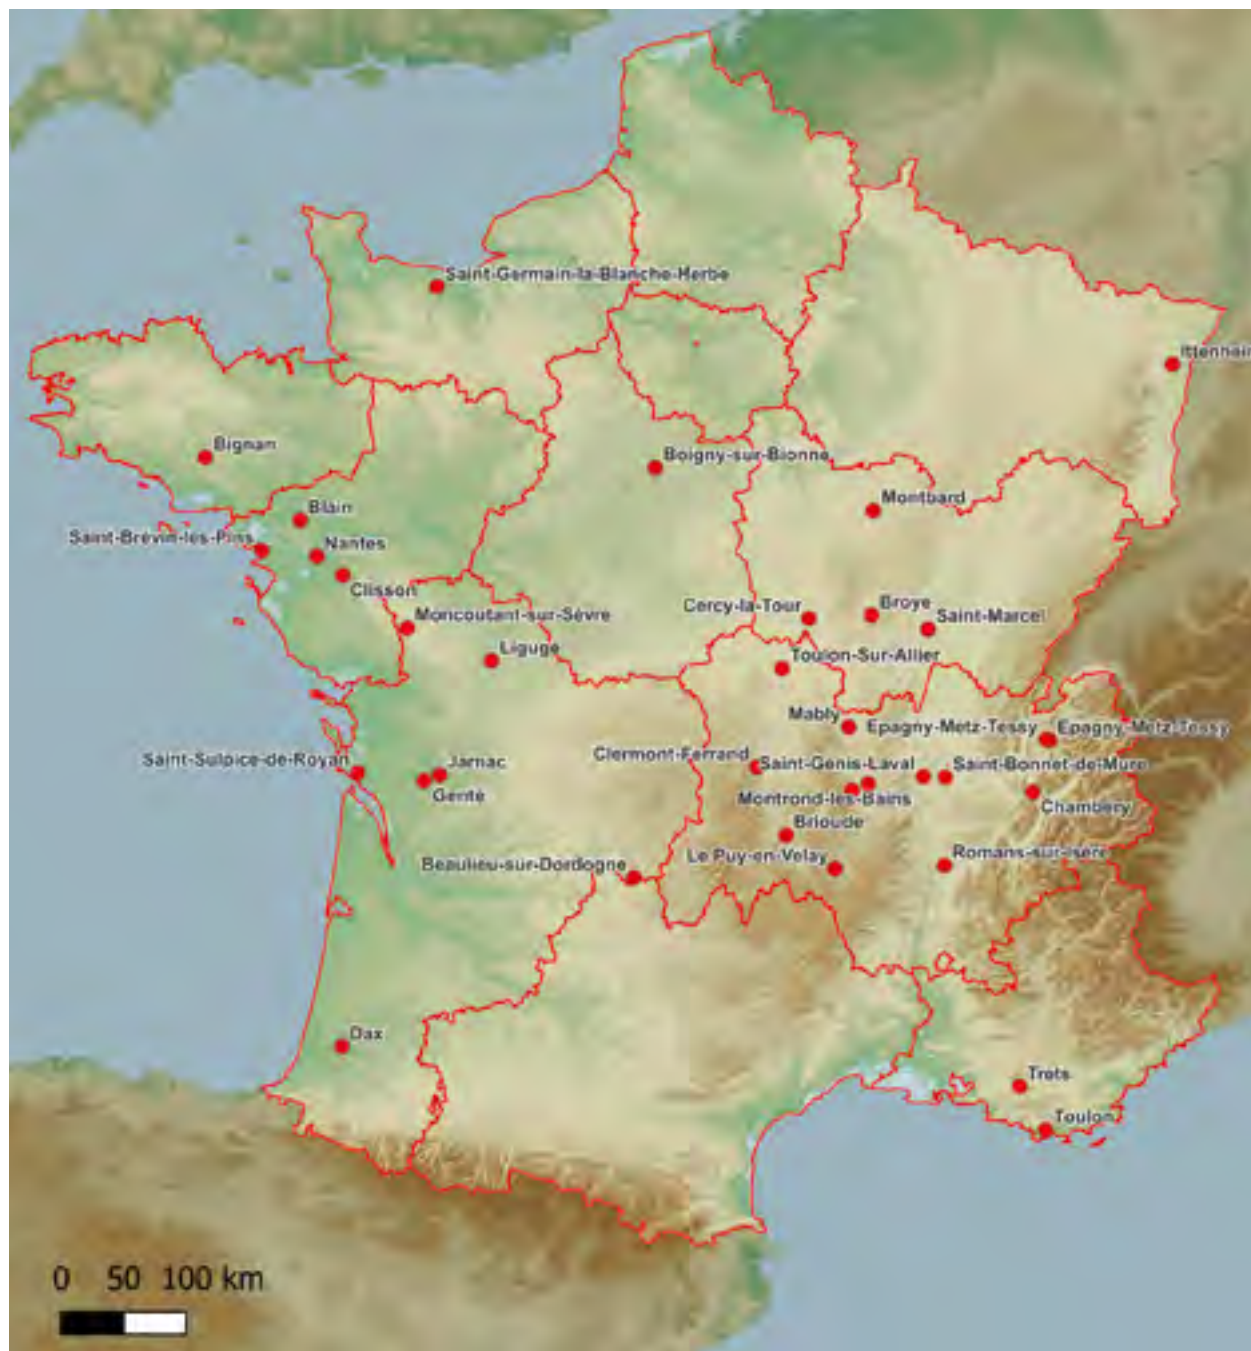 Saint-Germain-la-Blanche-Herbe
Ittenheim
Bignan
Boigny-sur-Bionne
Montbard
Blain
Saint-Brevin-les-Pins
Nantes
Clisson
Moncoutant-sur-Sèvre
Cercy-la-Tour
Broye
Saint-Marcel
Ligugé
Toulon-Sur-Allier
Mably
Epagny-Metz-Tessy
Epagny-Metz-Tessy
Clermont-Ferrand
Saint-Sulpice-de-Royan
Jarnac
Saint-Genis-Laval
Saint-Bonnet-de-Mure
Genté
Montrond-les-Bains
Chambéry
Brioude
Beaulieu-sur-Dordogne
Le Puy-en-Velay
Romans-sur-Isère
Dax
Trets
Toulon
0 50 100 km